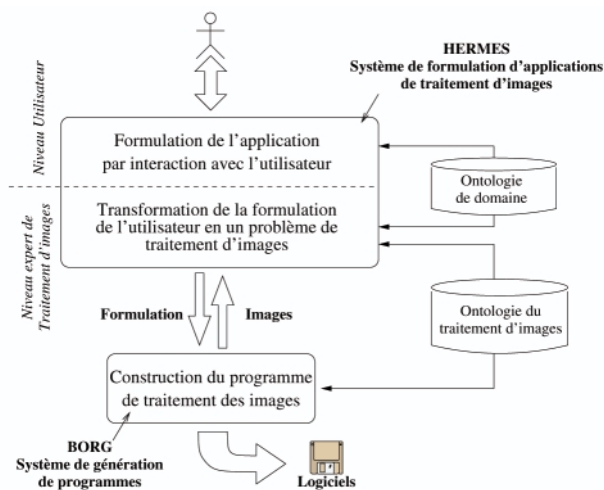 HERMES
Système de formulation d'applications
de traitement d'images
Niveau Utilisateur
Formulation de l'application
par interaction avec l'utilisateur
Ontologie
de domaine
Niveau expert de
Traitement d'images
Transformation de la formulation
de l'utilisateur en un problème de
traitement d'images
Formulation
Images
Ontologie du
traitement d'images
Construction du programme
de traitement des images
BORG
Système de génération
de programmes
Logiciels